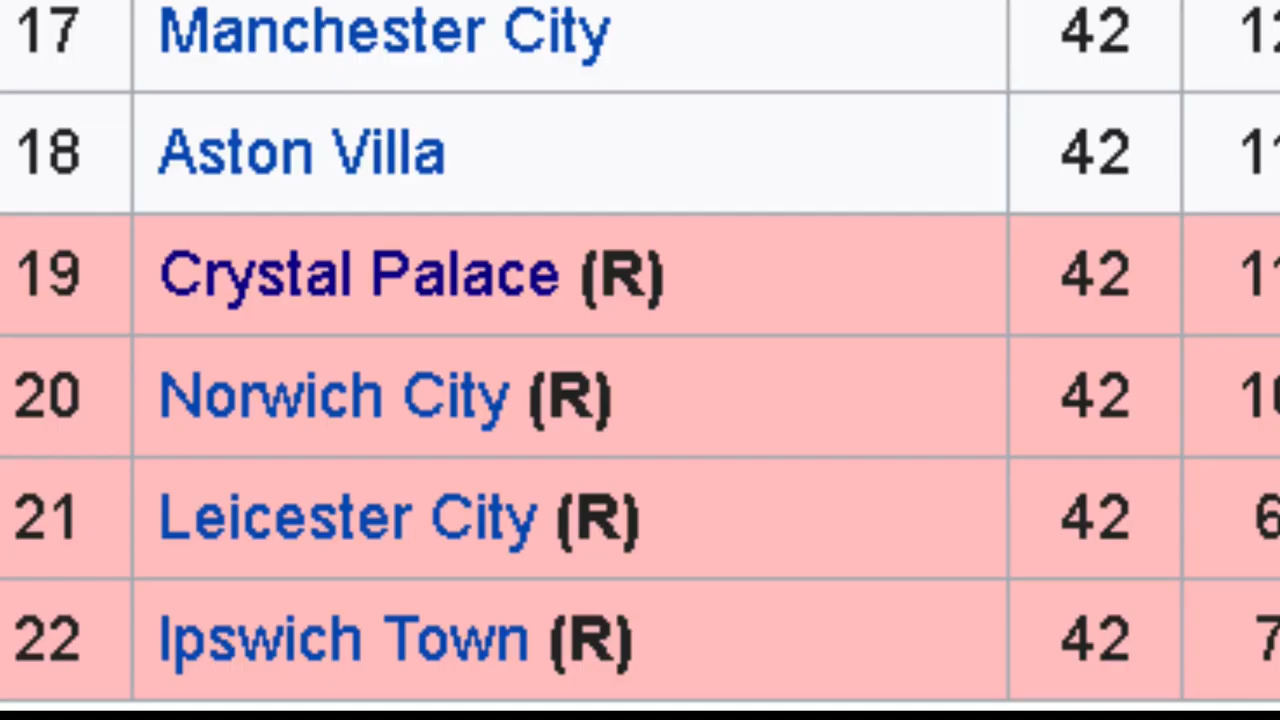 17 Manchester City 42
18 Aston Villa 42
19 Crystal Palace (R) 42
20 Norwich City (R) 42
21 Leicester City (R) 42
22 Ipswich Town (R) 42